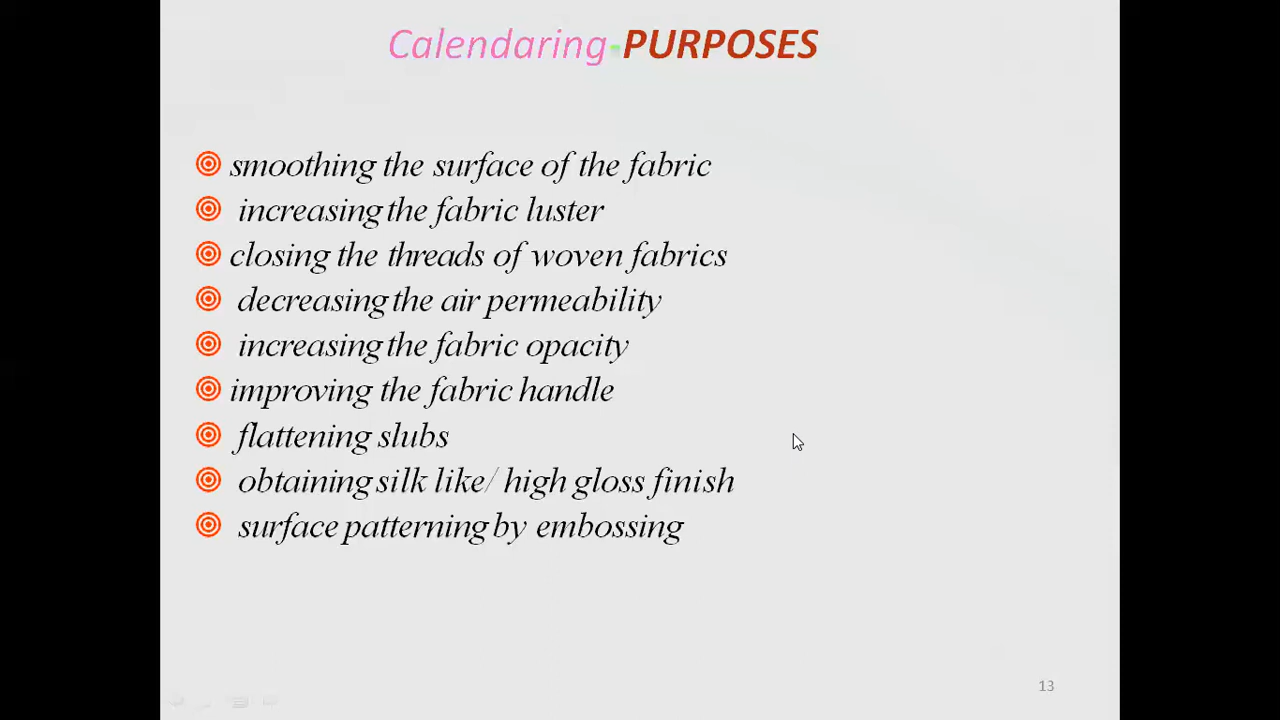 Calendaring-PURPOSES
smoothing the surface of the fabric
increasing the fabric luster
closing the threads of woven fabrics
decreasing the air permeability
increasing the fabric opacity
improving the fabric handle
flattening slubs
obtaining silk like/ high gloss finish
surface patterning by embossing
13